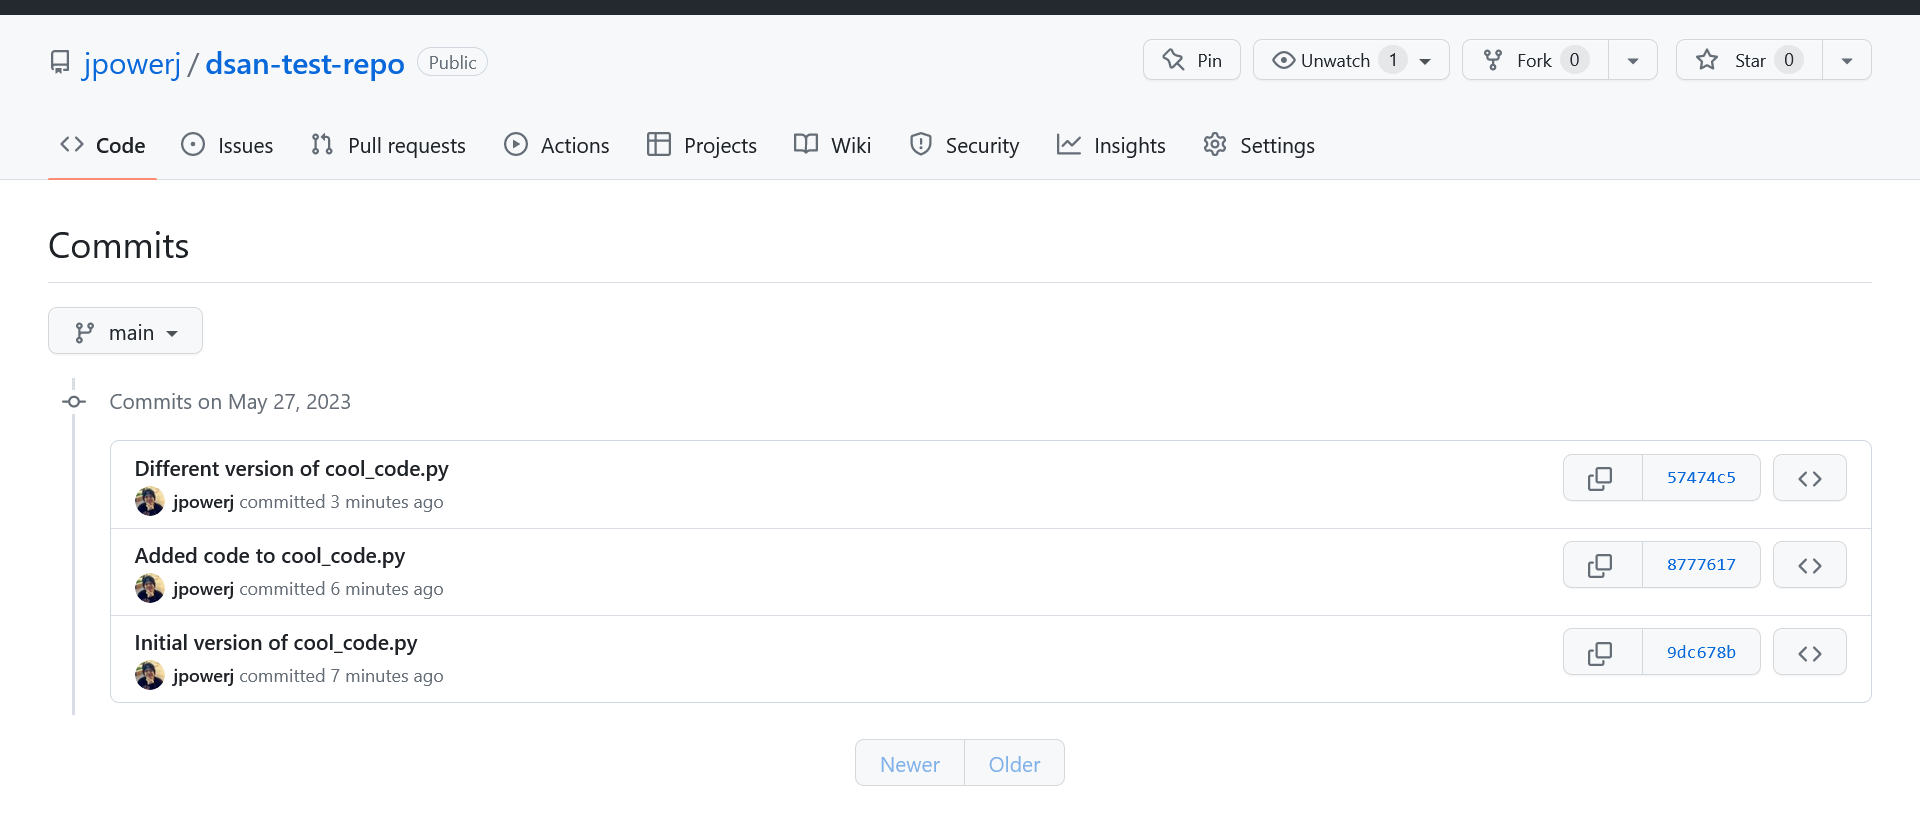 jpowerj / dsan-test-repo Public Pin Unwatch 1 Fork 0 Star 0
Code Issues Pull requests Actions Projects Wiki Security Insights Settings
Commits
main
Commits on May 27, 2023
Different version of cool_code.py
jpowerj committed 3 minutes ago
57474c5
Added code to cool_code.py
jpowerj committed 6 minutes ago
8777617
Initial version of cool_code.py
jpowerj committed 7 minutes ago
9dc678b
Newer Older